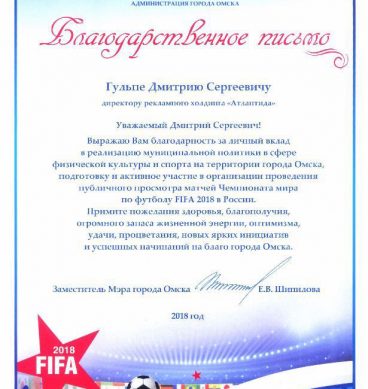 АДМИНИСТРАЦИЯ ГОРОДА ОМСКА
Благодарственное письмо
Гульпе Дмитрию Сергеевичу
директору рекламного холдинга «Атлантида»
Уважаемый Дмитрий Сергеевич!
Выражаю Вам благодарность за личный вклад
в реализацию муниципальной политики в сфере
физической культуры и спорта на территории города Омска,
подготовку и активное участие в организации проведения
публичного просмотра матчей Чемпионата мира
по футболу FIFA 2018 в России.
Примите пожелания здоровья, благополучия,
огромного запаса жизненной энергии, оптимизма,
удачи, процветания, новых ярких инициатив
и успешных начинаний на благо города Омска.
Заместитель Мэра города Омска Е.В. Шипилова
2018 год
2018
FIFA